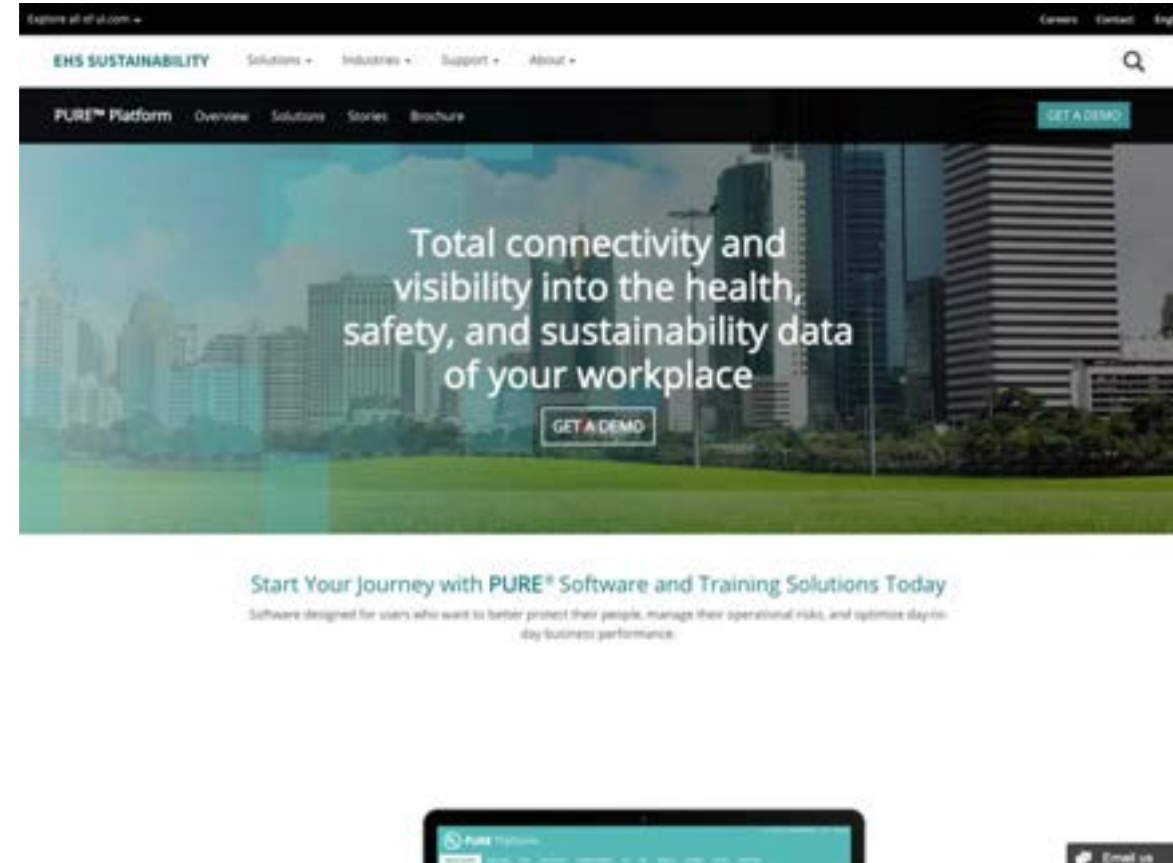 Explore all of ul.com
Careers Contact
EHS SUSTAINABILITY Solutions Industries Support About
PURE™ Platform Overview Solutions Stories Brochure GET A DEMO
Total connectivity and
visibility into the health,
safety, and sustainability data
of your workplace
GET A DEMO
Start Your Journey with PURE® Software and Training Solutions Today
Software designed for users who want to better protect their people, manage their operational risks, and optimize day-to-
day business performance.
PURE Platform
Email us